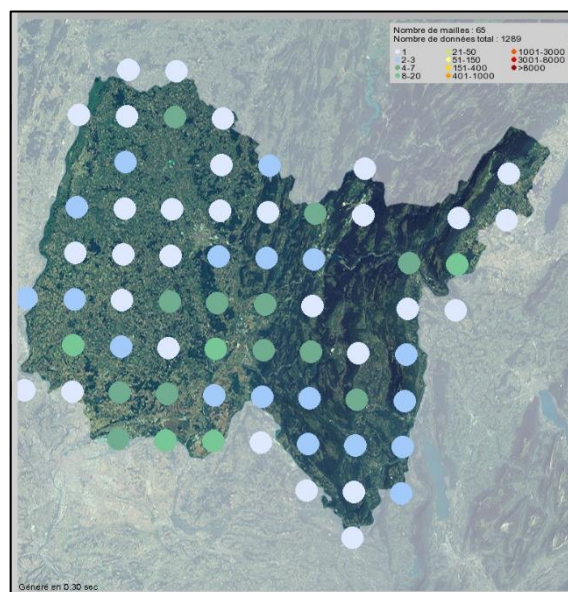 Nombre de mailles : 65
Nombre de données total : 1289
1 21-50 1001-3000
2-3 51-150 3001-8000
4-7 151-400 >8000
8-20 401-1000
Généré en 0.30 sec